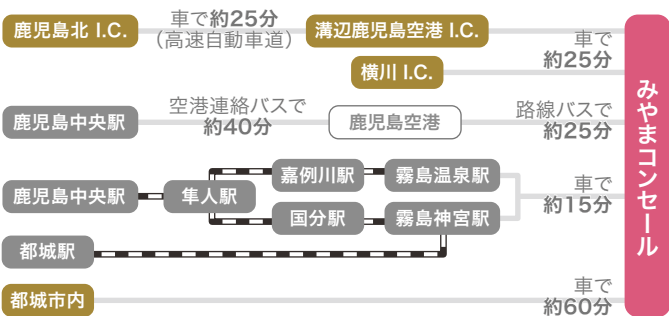 鹿児島北 I.C.
車で約25分
(高速自動車道)
溝辺鹿児島空港 I.C.
横川 I.C.
車で
約25分
鹿児島中央駅
空港連絡バスで
約40分
鹿児島空港
路線バスで
約25分
鹿児島中央駅
隼人駅
嘉例川駅
霧島温泉駅
国分駅
霧島神宮駅
車で
約15分
都城駅
都城市内
車で
約60分
みやまコンセール